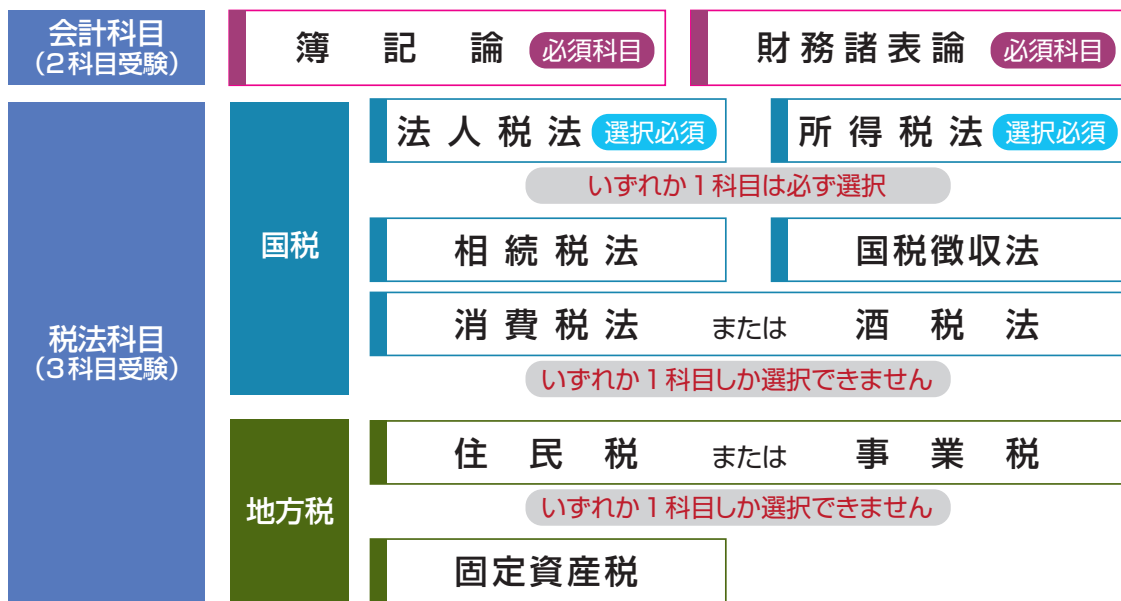 会計科目
(2科目受験)
簿記論 必須科目
財務諸表論 必須科目
税法科目
(3科目受験)
国税
法人税法 選択必須
所得税法 選択必須
いずれか1科目は必ず選択
相続税法
国税徴収法
消費税法 または 酒税法
いずれか1科目しか選択できません
地方税
住民税 または 事業税
いずれか1科目しか選択できません
固定資産税